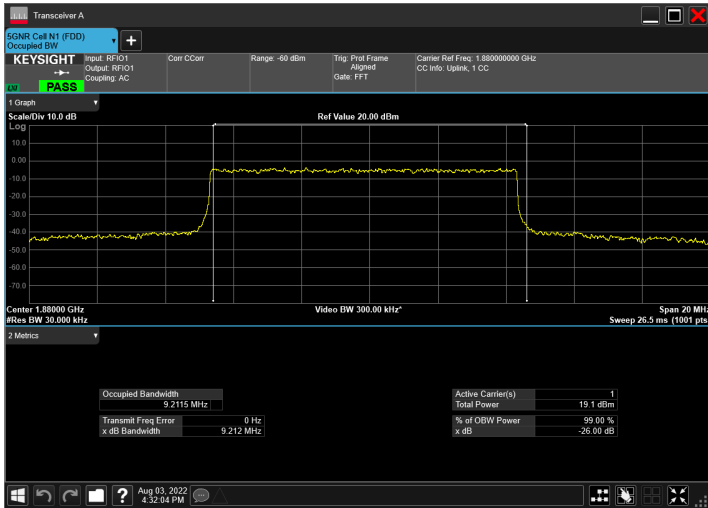 Transceiver A
5GNR Cell N1 (FDD)
Occupied BW
+
KEYSIGHT
LXI
PASS
Input: RFIO1
Output: RFIO1
Coupling: AC
Corr CCorr
Range: -60 dBm
Trig: Prot Frame
Aligned
Gate: FFT
Carrier Ref Freq: 1.880000000 GHz
CC Info: Uplink, 1 CC
1 Graph
Scale/Div 10.0 dB
Ref Value 20.00 dBm
Log
10.0
0.00
-10.0
-20.0
-30.0
-40.0
-50.0
-60.0
-70.0
Center 1.88000 GHz
Video BW 300.00 kHz*
Span 20 MHz
#Res BW 30.000 kHz
Sweep 26.5 ms (1001 pts
2 Metrics
Occupied Bandwidth
9.2115 MHz
Transmit Freq Error 0 Hz
x dB Bandwidth 9.212 MHz
Active Carrier(s) 1
Total Power 19.1 dBm
% of OBW Power 99.00 %
x dB -26.00 dB
?
Aug 03, 2022
4:32:04 PM